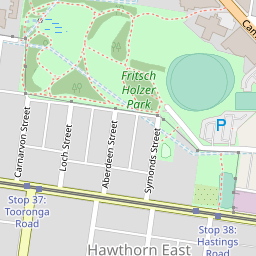 Can
Fritsch
Holzer
Park
P
Carnarvon Street
Loch Street
Aberdeen Street
Symonds Street
Stop 37:
Tooronga
Road
Stop 38:
Hastings
Road
Hawthorn East